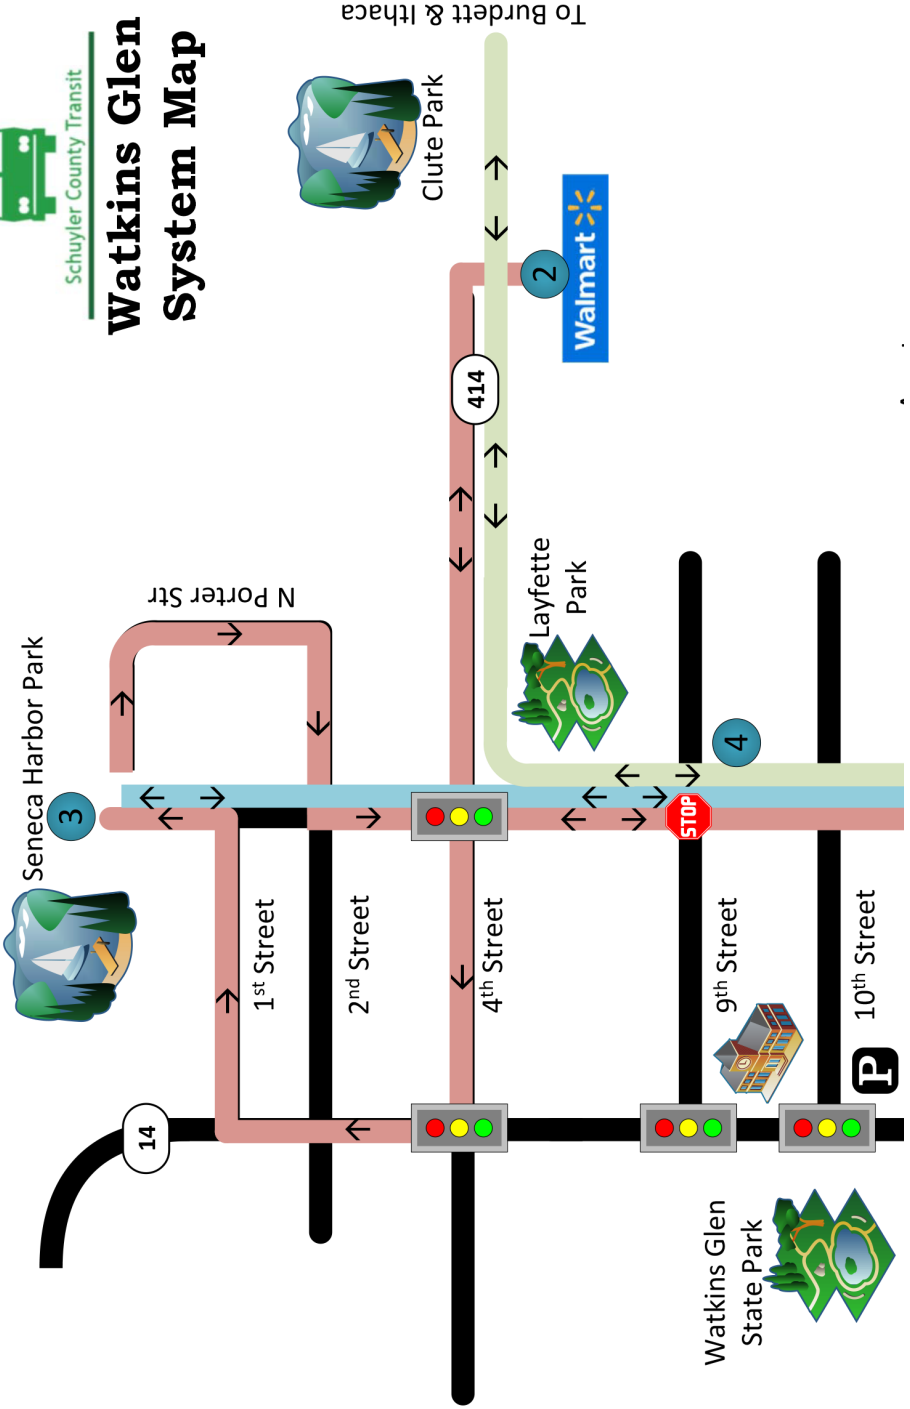 Schuyler County Transit
Watkins Glen
System Map
To Burdett & Ithaca
Clute Park
2
Walmart
414
N Porter Str
Seneca Harbor Park
3
Layfette
Park
4
STOP
1st Street
2nd Street
4th Street
9th Street
10th Street
P
14
Watkins Glen
State Park